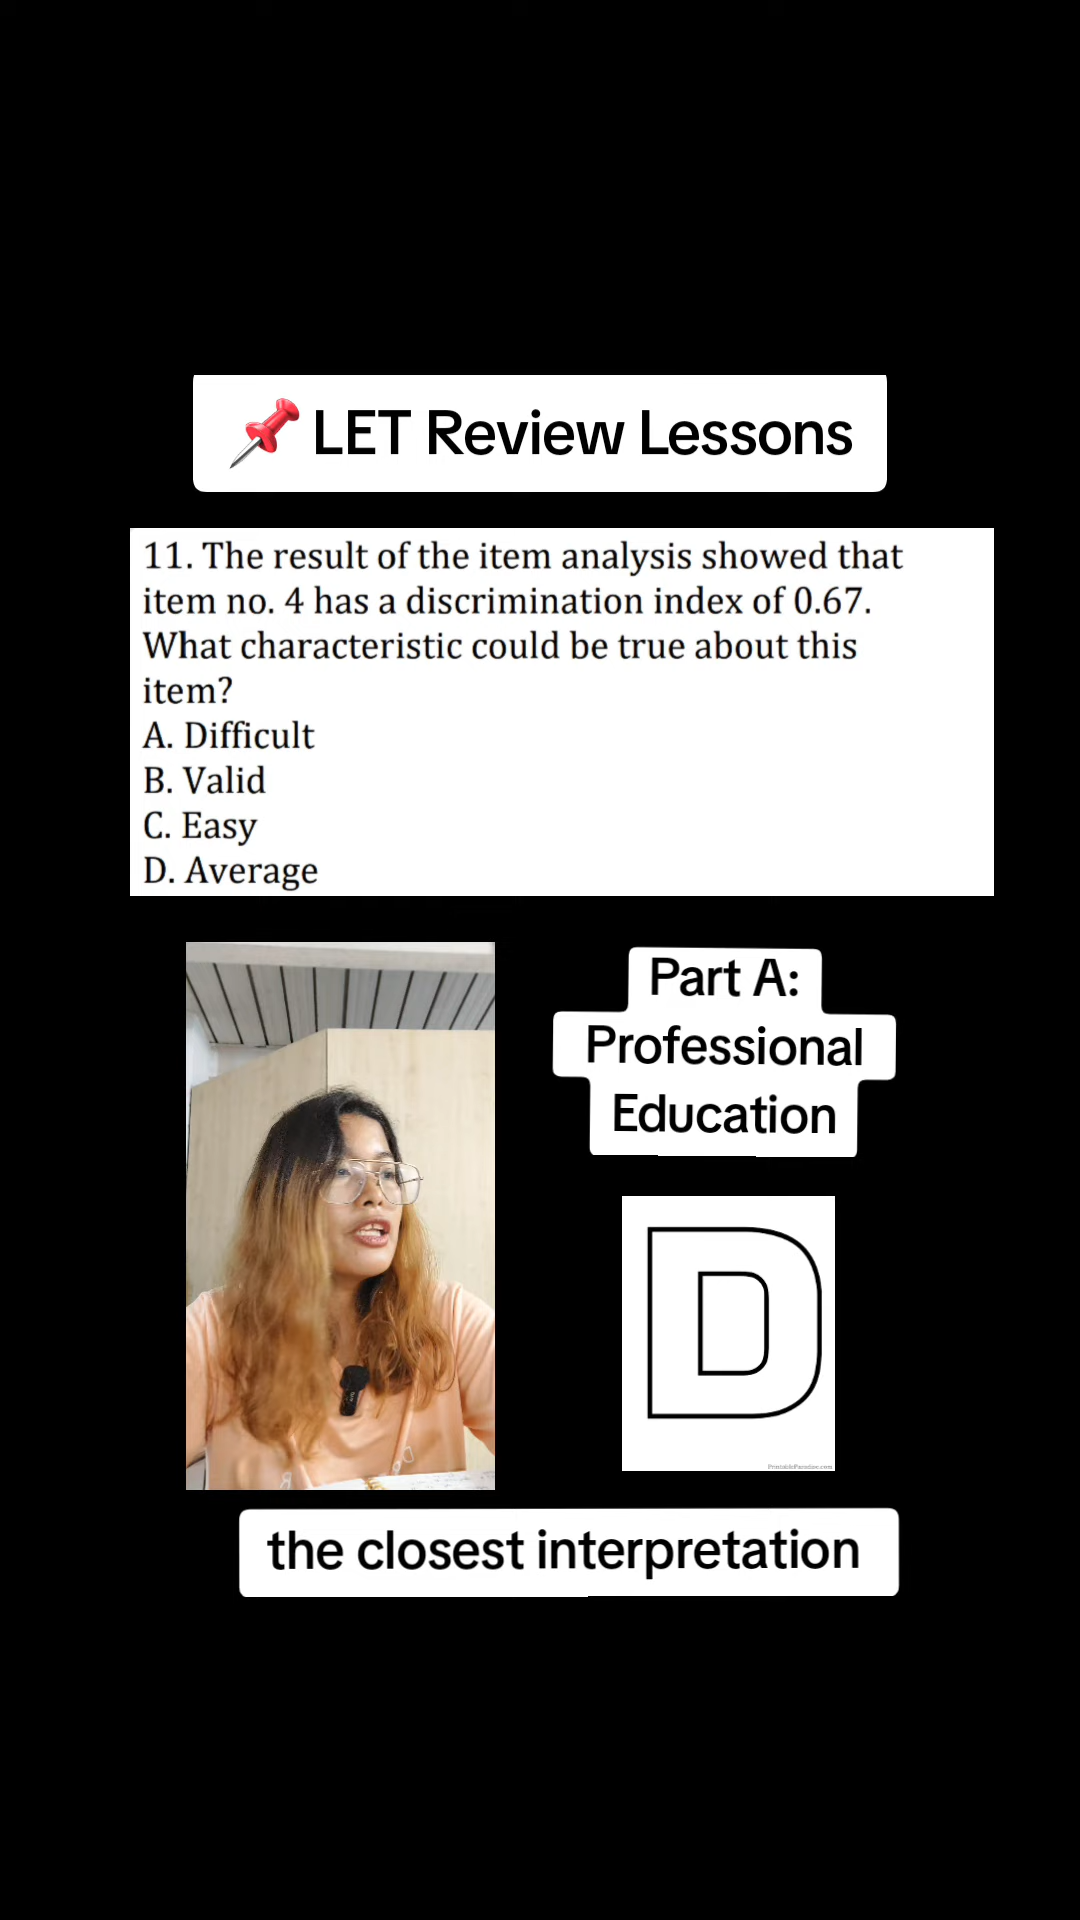 📌 LET Review Lessons
11. The result of the item analysis showed that
item no. 4 has a discrimination index of 0.67.
What characteristic could be true about this
item?
A. Difficult
B. Valid
C. Easy
D. Average
Part A:
Professional
Education
D
PrintableParadise.com
the closest interpretation